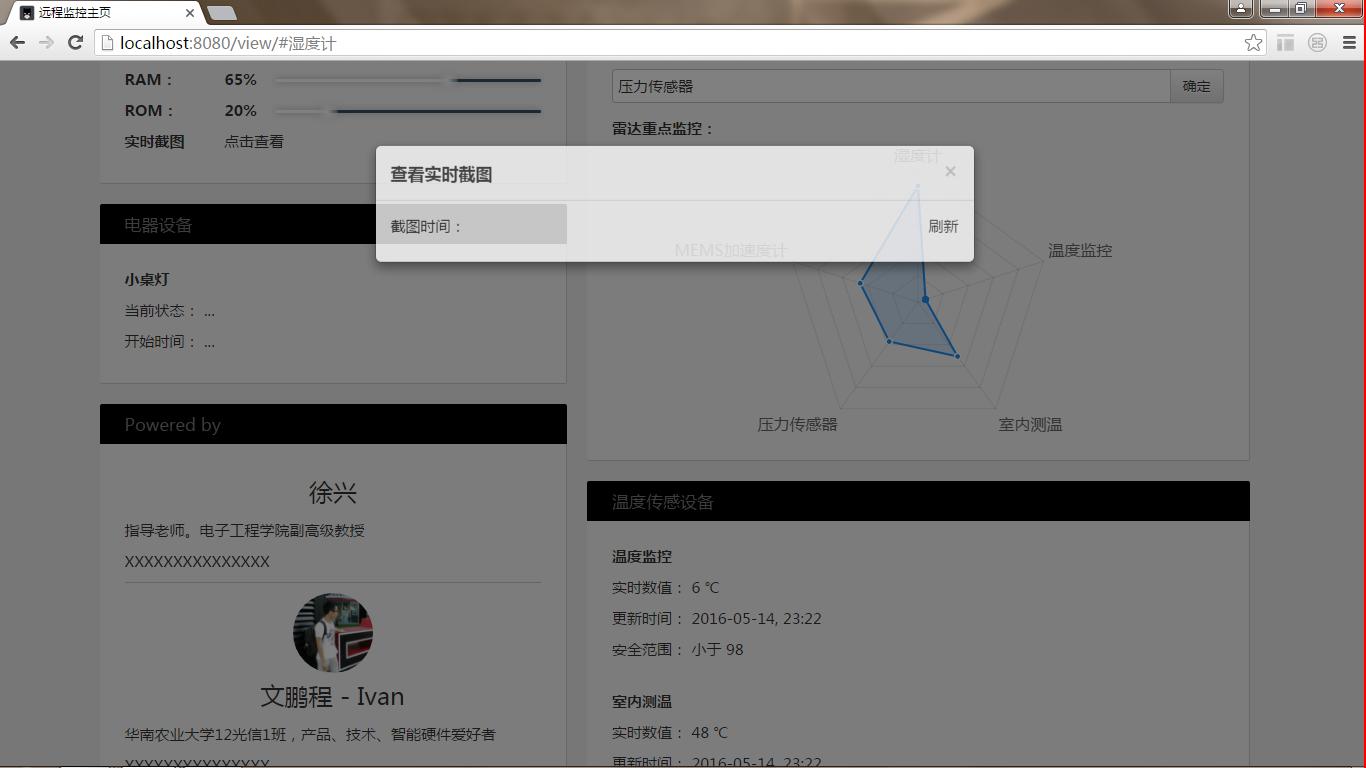 远程监控主页
localhost:8080/view/#湿度计
RAM： 65%
ROM： 20%
实时截图 点击查看
压力传感器 确定
雷达重点监控：
湿度计
MEMS加速度计
温度监控
压力传感器
室内测温
查看实时截图 ×
截图时间： 刷新
电器设备
小桌灯
当前状态： ...
开始时间： ...
Powered by
徐兴
指导老师。电子工程学院副高级教授
XXXXXXXXXXXXXXX
文鹏程 - Ivan
华南农业大学12光信1班，产品、技术、智能硬件爱好者
XXXXXXXXXXXXXXX
温度传感设备
温度监控
实时数值： 6 ℃
更新时间： 2016-05-14, 23:22
安全范围： 小于 98
室内测温
实时数值： 48 ℃
更新时间： 2016-05-14, 23:22